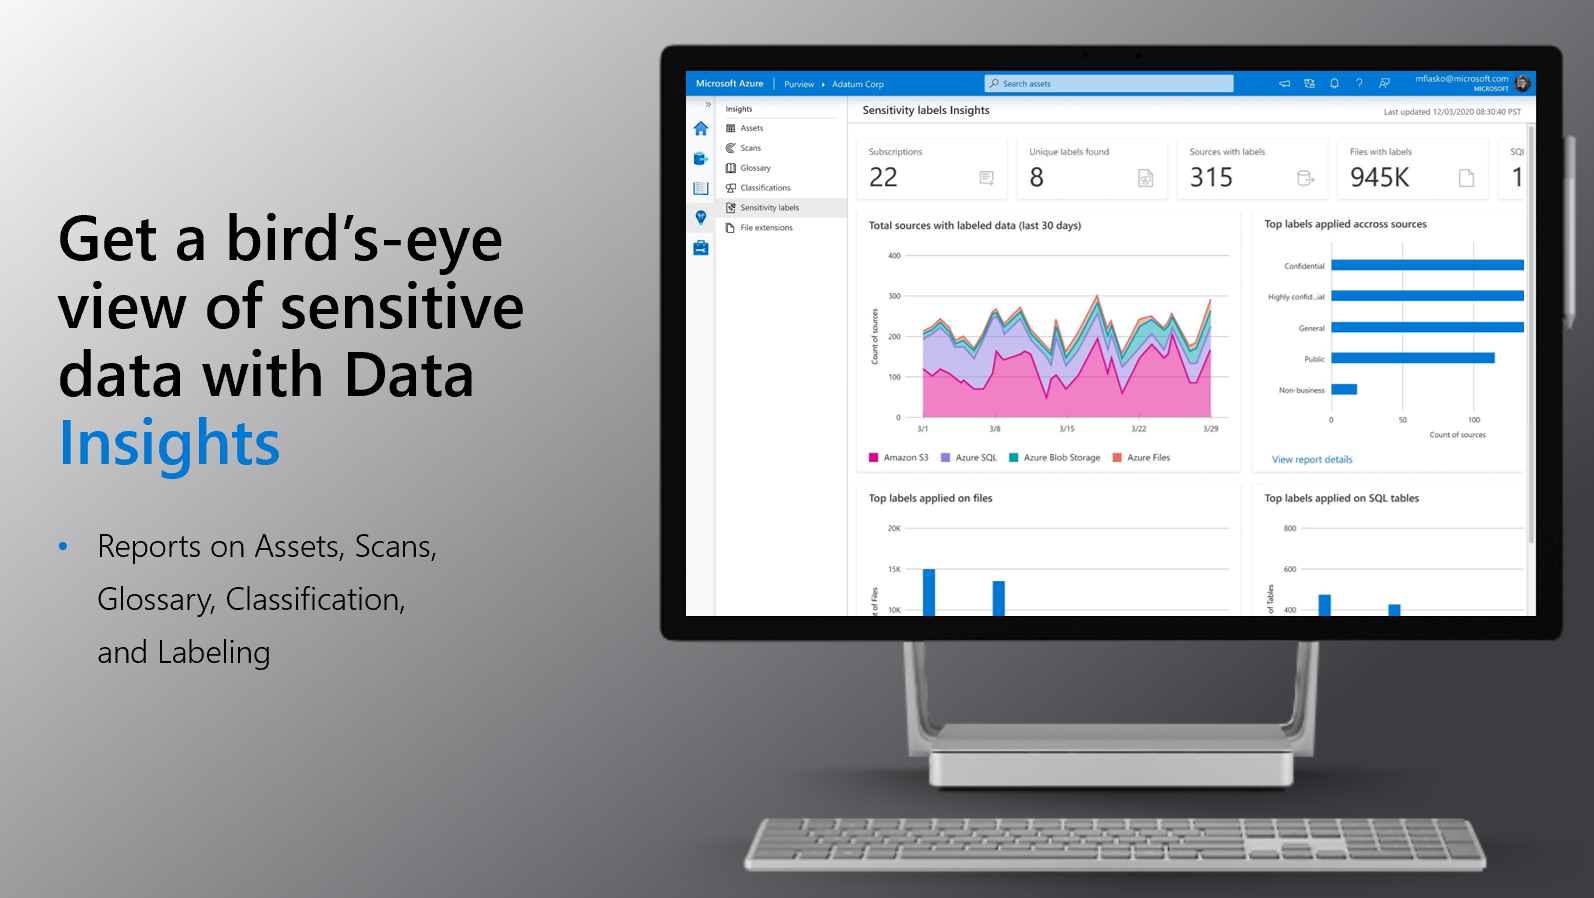 Get a bird's-eye
view of sensitive
data with Data
Insights
• Reports on Assets, Scans,
Glossary, Classification,
and Labeling
Microsoft Azure | Purview ▸ Adatum Corp
Search assets
mflasko@microsoft.com
MICROSOFT
»
Insights
Assets
Scans
Glossary
Classifications
Sensitivity labels
File extensions
Sensitivity labels Insights
Last updated 12/03/2020 08:30:40 PST
Subscriptions
22
Unique labels found
8
Sources with labels
315
Files with labels
945K
SQl
1
Total sources with labeled data (last 30 days)
400
300
200
100
0
Count of sources
3/1 3/8 3/15 3/22 3/29
Amazon S3 Azure SQL Azure Blob Storage Azure Files
Top labels applied accross sources
Confidential
Highly confid...ial
General
Public
Non-business
0 50 100
Count of sources
View report details
Top labels applied on files
20K
15K
10K
t of Files
Top labels applied on SQL tables
800
600
400
of Tables